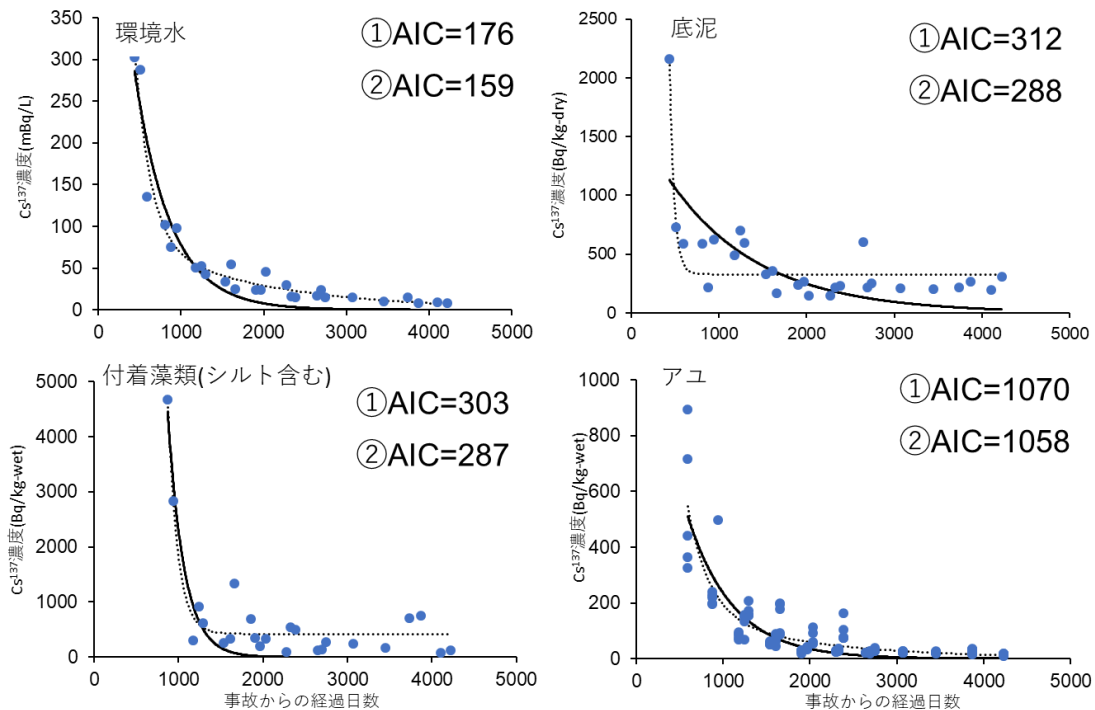 環境水
①AIC=176
②AIC=159
Cs137濃度(mBq/L)
350
300
250
200
150
100
50
0
0 1000 2000 3000 4000 5000
底泥
①AIC=312
②AIC=288
Cs137濃度(Bq/kg-dry)
2500
2000
1500
1000
500
0
0 1000 2000 3000 4000 5000
付着藻類(シルト含む)
①AIC=303
②AIC=287
Cs137濃度(Bq/kg-wet)
5000
4000
3000
2000
1000
0
0 1000 2000 3000 4000 5000
事故からの経過日数
アユ
①AIC=1070
②AIC=1058
Cs137濃度(Bq/kg-wet)
1000
800
600
400
200
0
0 1000 2000 3000 4000 5000
事故からの経過日数